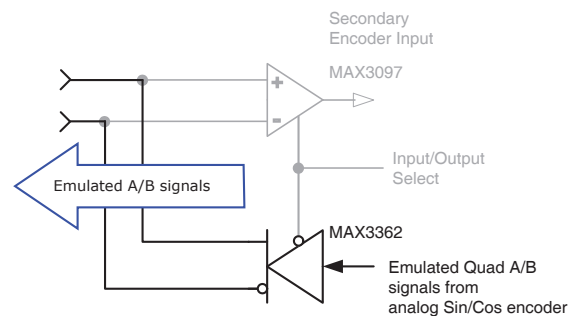 Secondary
Encoder Input
MAX3097
+
-
Input/Output
Select
Emulated A/B signals
MAX3362
Emulated Quad A/B
signals from
analog Sin/Cos encoder